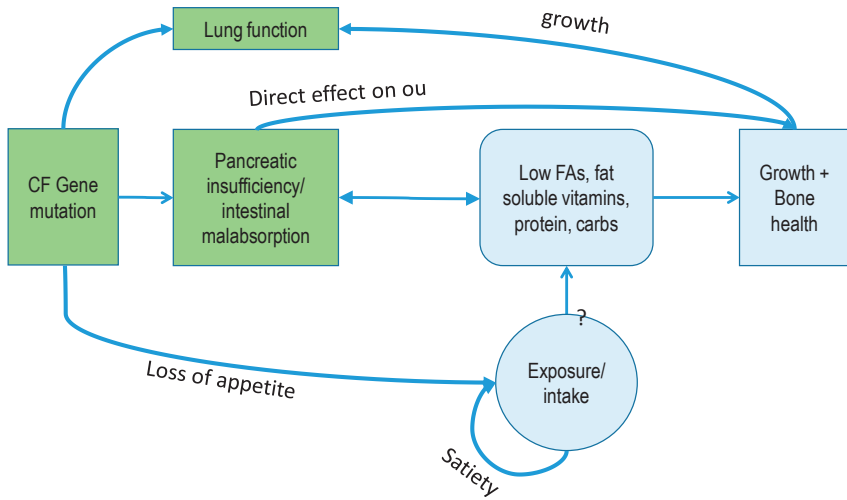 Lung function
growth
Direct effect on ou
CF Gene
mutation
Pancreatic
insufficiency/
intestinal
malabsorption
Low FAs, fat
soluble vitamins,
protein, carbs
Growth +
Bone
health
?
Loss of appetite
Exposure/
intake
Satiety